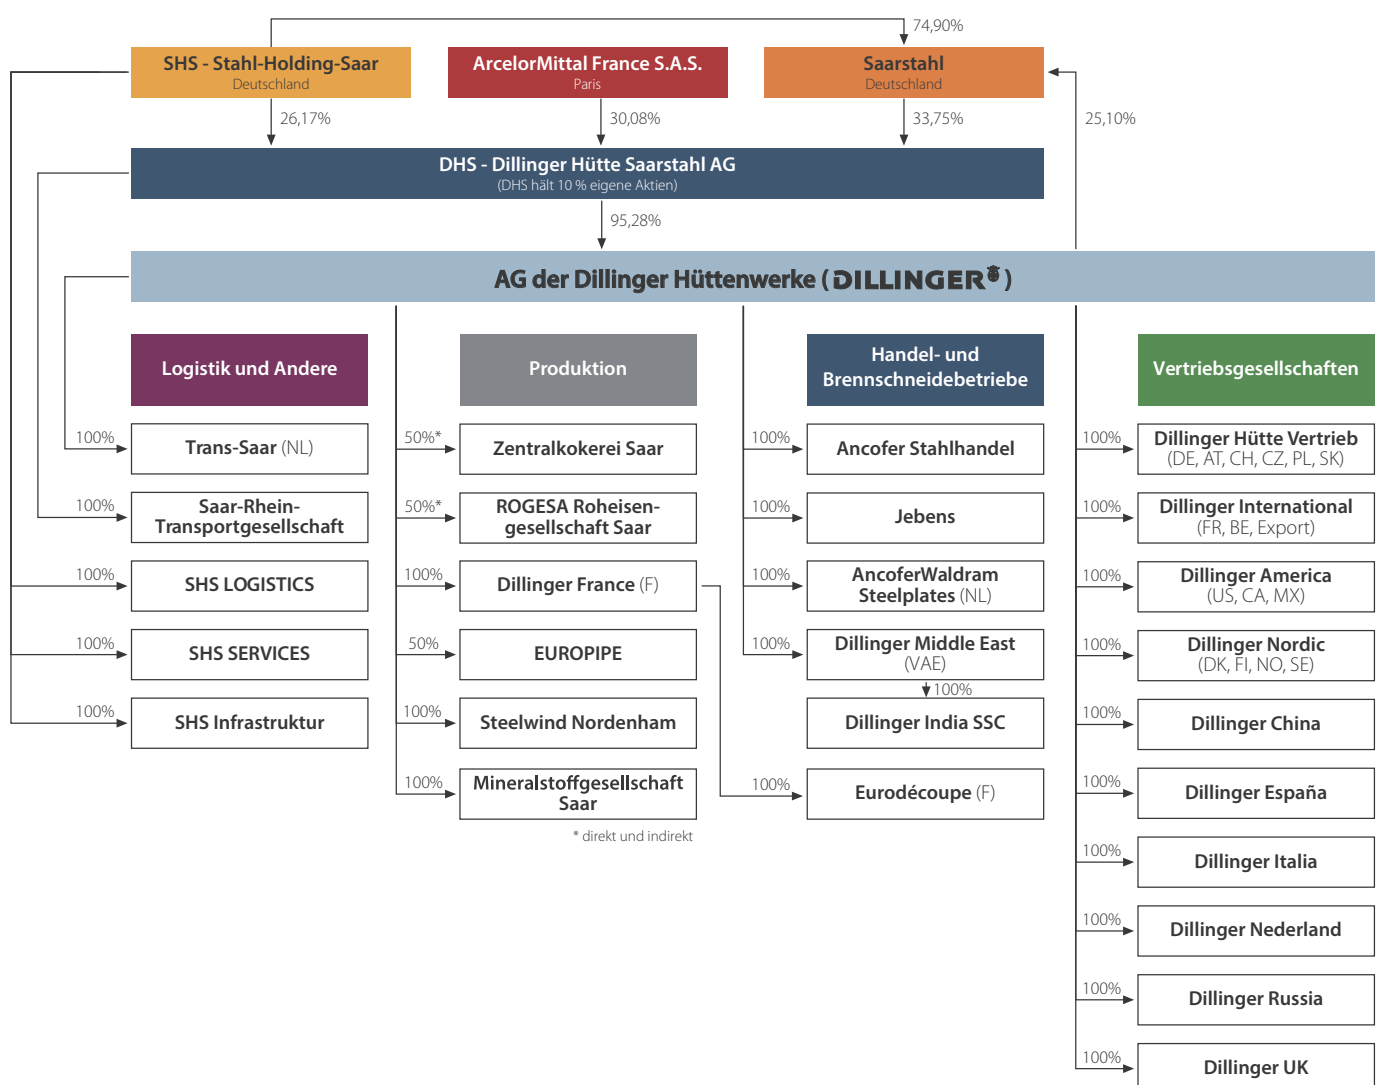 74,90%
SHS - Stahl-Holding-Saar
Deutschland
ArcelorMittal France S.A.S.
Paris
Saarstahl
Deutschland
26,17%
30,08%
33,75%
25,10%
DHS - Dillinger Hütte Saarstahl AG
(DHS hält 10 % eigene Aktien)
95,28%
AG der Dillinger Hüttenwerke ( DILLINGER )
Logistik und Andere
100%
Trans-Saar (NL)
100%
Saar-Rhein-
Transportgesellschaft
100%
SHS LOGISTICS
100%
SHS SERVICES
100%
SHS Infrastruktur
Produktion
50%*
Zentralkokerei Saar
50%*
ROGESA Roheisen-
gesellschaft Saar
100%
Dillinger France (F)
50%
EUROPIPE
100%
Steelwind Nordenham
100%
Mineralstoffgesellschaft
Saar
* direkt und indirekt
Handel- und
Brennschneidebetriebe
100%
Ancofer Stahlhandel
100%
Jebens
100%
AncoferWaldram
Steelplates (NL)
100%
Dillinger Middle East
(VAE)
100%
Dillinger India SSC
100%
Eurodécoupe (F)
Vertriebsgesellschaften
100%
Dillinger Hütte Vertrieb
(DE, AT, CH, CZ, PL, SK)
100%
Dillinger International
(FR, BE, Export)
100%
Dillinger America
(US, CA, MX)
100%
Dillinger Nordic
(DK, FI, NO, SE)
100%
Dillinger China
100%
Dillinger España
100%
Dillinger Italia
100%
Dillinger Nederland
100%
Dillinger Russia
100%
Dillinger UK